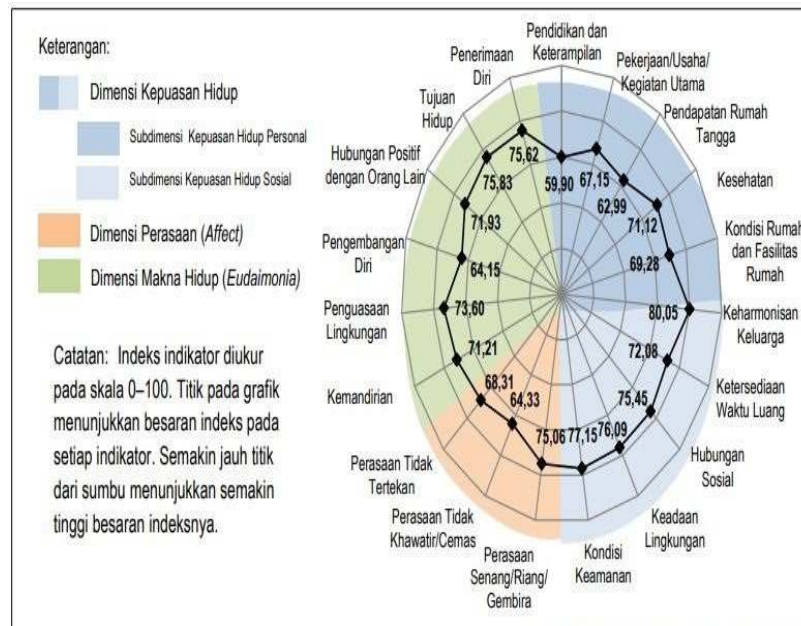 Keterangan:
Dimensi Kepuasan Hidup
Subdimensi Kepuasan Hidup Personal
Subdimensi Kepuasan Hidup Sosial
Dimensi Perasaan (Affect)
Dimensi Makna Hidup (Eudaimonia)
Catatan: Indeks indikator diukur
pada skala 0–100. Titik pada grafik
menunjukkan besaran indeks pada
setiap indikator. Semakin jauh titik
dari sumbu menunjukkan semakin
tinggi besaran indeksnya.
Pendidikan dan
Keterampilan
Pekerjaan/Usaha/
Kegiatan Utama
Pendapatan Rumah
Tangga
Kesehatan
Kondisi Rumah
dan Fasilitas
Rumah
Keharmonisan
Keluarga
Ketersediaan
Waktu Luang
Hubungan
Sosial
Keadaan
Lingkungan
Kondisi
Keamanan
Perasaan
Senang/Riang/
Gembira
Perasaan Tidak
Khawatir/Cemas
Perasaan Tidak
Tertekan
Kemandirian
Penguasaan
Lingkungan
Pengembangan
Diri
Hubungan Positif
dengan Orang Lain
Tujuan
Hidup
Penerimaan
Diri
59,90
67,15
62,99
71,12
69,28
80,05
72,08
75,45
76,09
77,15
75,06
64,33
68,31
71,21
73,60
64,15
71,93
75,83
75,62